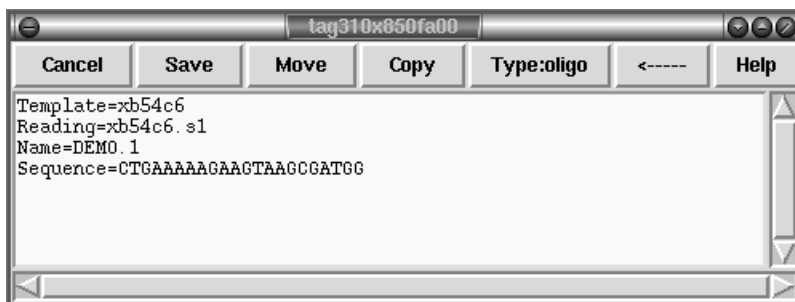 tag310x850fa00
Cancel Save Move Copy Type:oligo <----- Help
Template=xb54c6
Reading=xb54c6.s1
Name=DEMO.1
Sequence=CTGAAAAAGAAGTAAGCGATGG